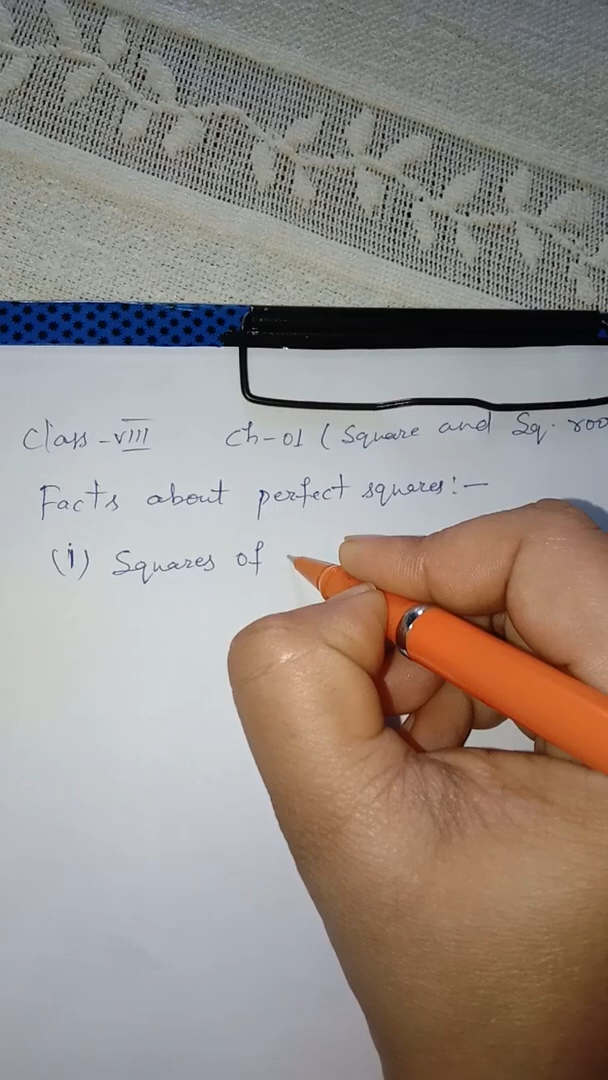 Class - VIII Ch-01 (Square and Sq. roo
Facts about perfect squares:-
(i) Squares of